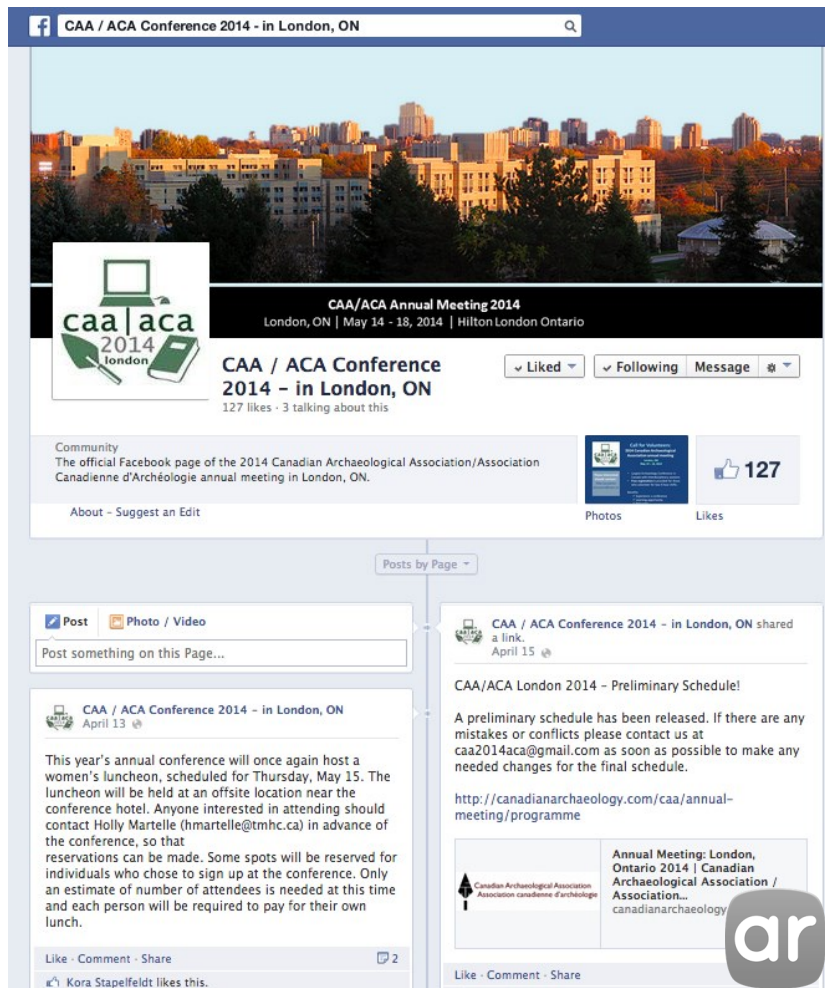 CAA / ACA Conference 2014 - in London, ON
CAA/ACA Annual Meeting 2014
London, ON | May 14 - 18, 2014 | Hilton London Ontario
caa|aca
2014
london
CAA / ACA Conference
2014 – in London, ON
127 likes · 3 talking about this
Liked
Following
Message
Community
The official Facebook page of the 2014 Canadian Archaeological Association/Association
Canadienne d'Archéologie annual meeting in London, ON.
About – Suggest an Edit
Call for Volunteers
Photos
127
Likes
Posts by Page
Post
Photo / Video
Post something on this Page...
CAA / ACA Conference 2014 – in London, ON
April 13
This year's annual conference will once again host a
women's luncheon, scheduled for Thursday, May 15. The
luncheon will be held at an offsite location near the
conference hotel. Anyone interested in attending should
contact Holly Martelle (hmartelle@tmhc.ca) in advance of
the conference, so that
reservations can be made. Some spots will be reserved for
individuals who chose to sign up at the conference. Only
an estimate of number of attendees is needed at this time
and each person will be required to pay for their own
lunch.
Like · Comment · Share
2
Kora Stapelfeldt likes this.
CAA / ACA Conference 2014 – in London, ON shared
a link.
April 15
CAA/ACA London 2014 – Preliminary Schedule!
A preliminary schedule has been released. If there are any
mistakes or conflicts please contact us at
caa2014aca@gmail.com as soon as possible to make any
needed changes for the final schedule.
http://canadianarchaeology.com/caa/annual-
meeting/programme
Canadian Archaeological Association
Association canadienne d'archéologie
Annual Meeting: London,
Ontario 2014 | Canadian
Archaeological Association /
Association...
canadianarchaeology
Like · Comment · Share
ar